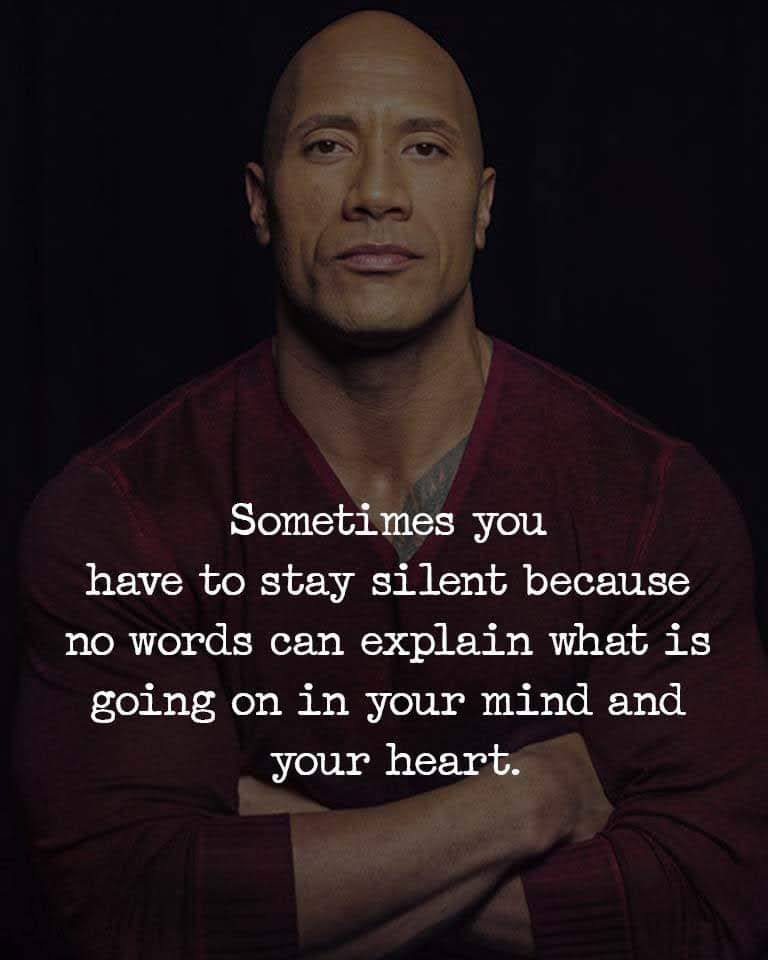 Sometimes you
have to stay silent because
no words can explain what is
going on in your mind and
your heart.